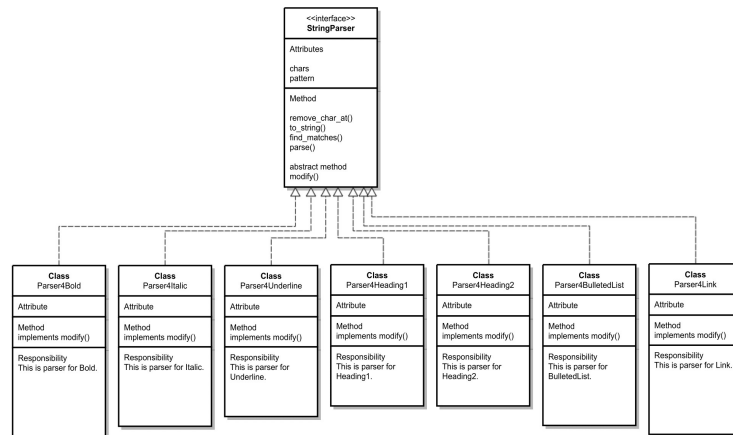 <<interface>>
StringParser
Attributes
chars
pattern
Method
remove_char_at()
to_string()
find_matches()
parse()
abstract method
modify()
Class
Parser4Bold
Attribute
Method
implements modify()
Responsibility
This is parser for Bold.
Class
Parser4Italic
Attribute
Method
implements modify()
Responsibility
This is parser for Italic.
Class
Parser4Underline
Attribute
Method
implements modify()
Responsibility
This is parser for
Underline.
Class
Parser4Heading1
Attribute
Method
implements modify()
Responsibility
This is parser for
Heading1.
Class
Parser4Heading2
Attribute
Method
implements modify()
Responsibility
This is parser for
Heading2.
Class
Parser4BulletedList
Attribute
Method
implements modify()
Responsibility
This is parser for
BulletedList.
Class
Parser4Link
Attribute
Method
implements modify()
Responsibility
This is parser for Link.